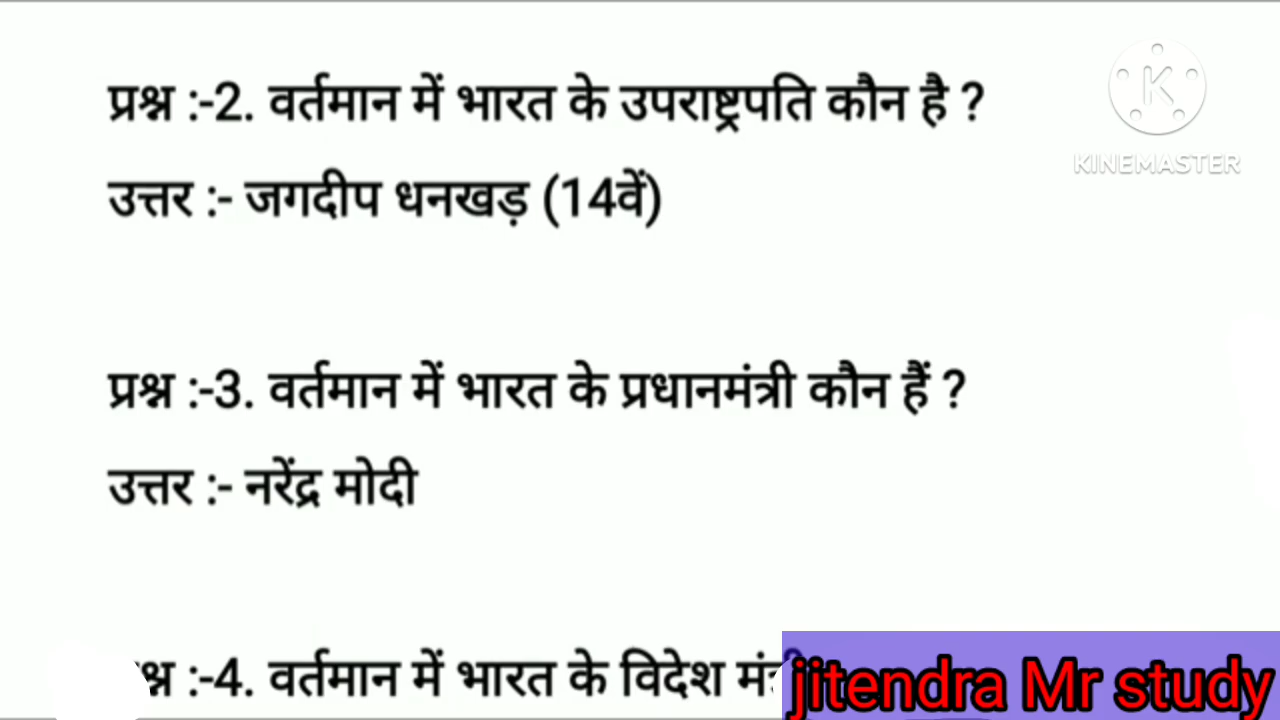 प्रश्न :-2. वर्तमान में भारत के उपराष्ट्रपति कौन है ?
KINEMASTER
उत्तर :- जगदीप धनखड़ (14वें)
प्रश्न :-3. वर्तमान में भारत के प्रधानमंत्री कौन हैं ?
उत्तर :- नरेंद्र मोदी
:-4. वर्तमान में भारत के विदेश
jitendra Mr study